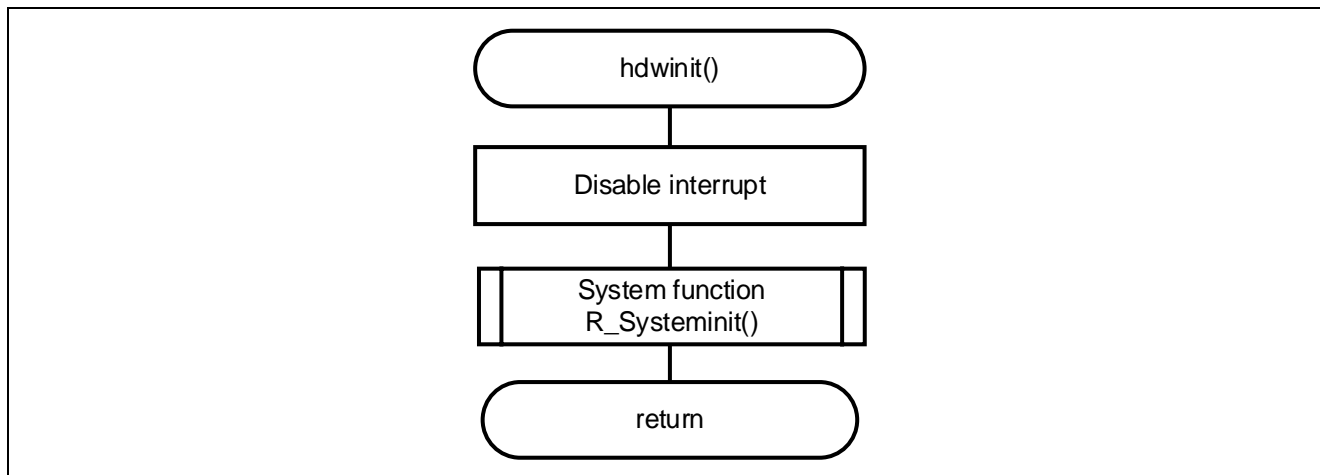 hdwinit()
Disable interrupt
System function
R_Systeminit()
return